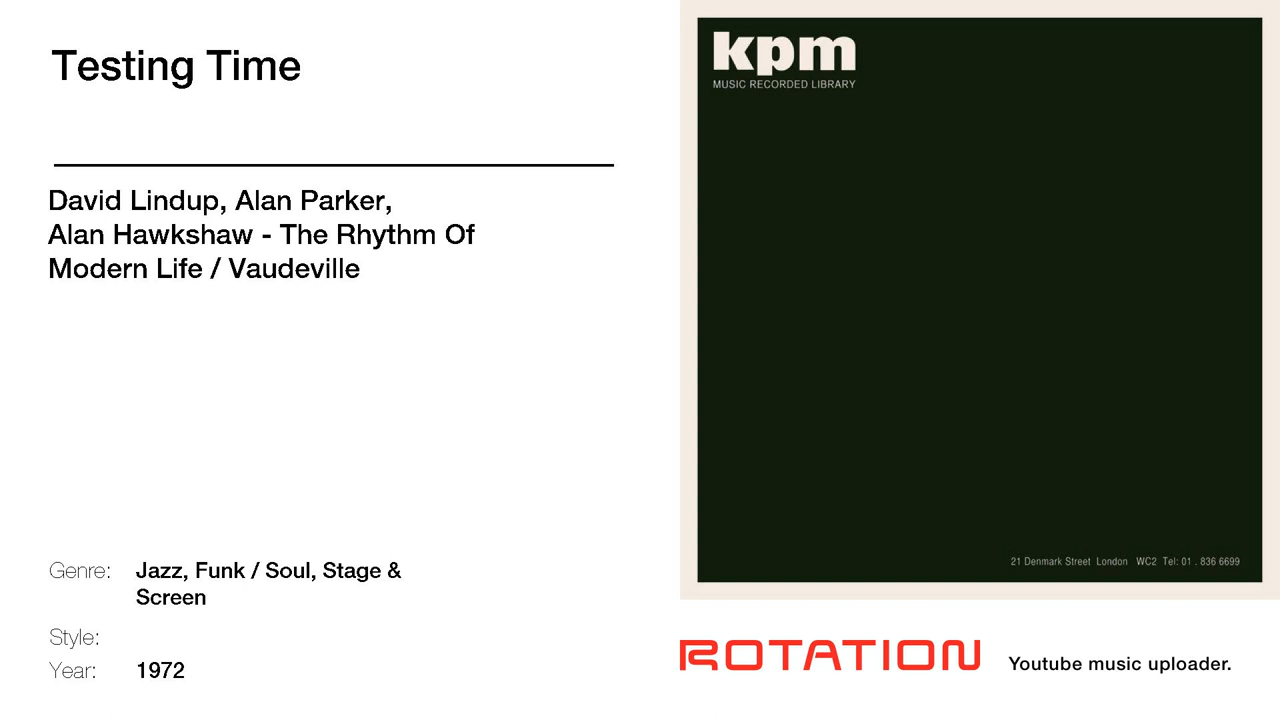 Testing Time
David Lindup, Alan Parker,
Alan Hawkshaw - The Rhythm Of
Modern Life / Vaudeville
Genre: Jazz, Funk / Soul, Stage &
Screen
Style:
Year: 1972
kpm
MUSIC RECORDED LIBRARY
21 Denmark Street London WC2 Tel: 01 . 836 6699
ROTATION Youtube music uploader.